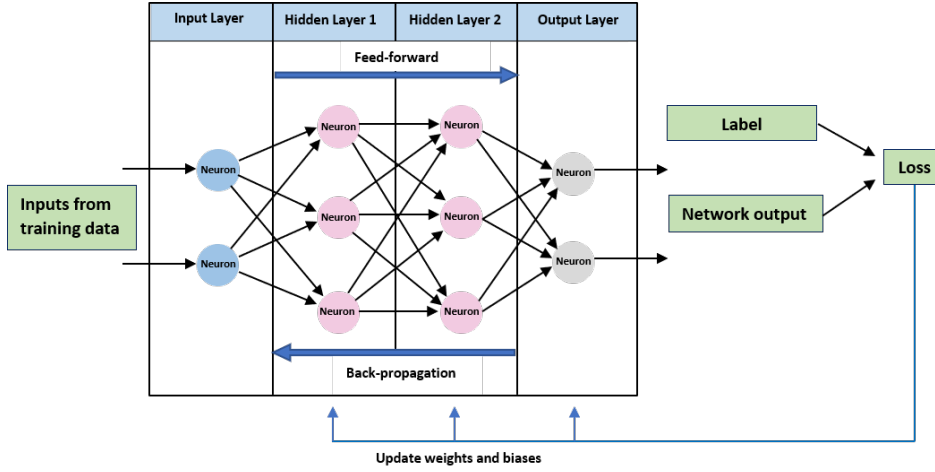 Input Layer
Hidden Layer 1
Hidden Layer 2
Output Layer
Feed-forward
Neuron
Neuron
Neuron
Neuron
Neuron
Neuron
Neuron
Neuron
Neuron
Neuron
Inputs from
training data
Label
Loss
Network output
Back-propagation
Update weights and biases